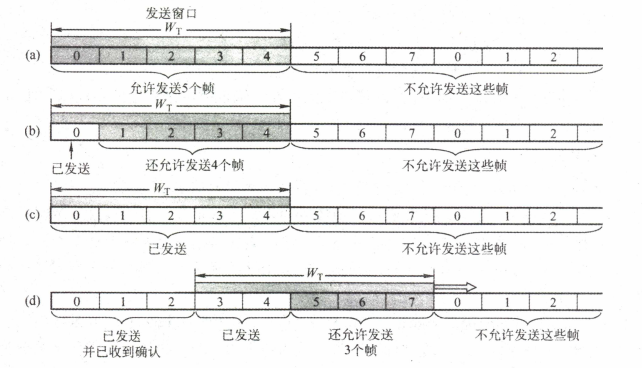 发送窗口
W_T
(a) 0 1 2 3 4 5 6 7 0 1 2
允许发送5个帧 不允许发送这些帧
W_T
(b) 0 1 2 3 4 5 6 7 0 1 2
已发送 还允许发送4个帧 不允许发送这些帧
W_T
(c) 0 1 2 3 4 5 6 7 0 1 2
已发送 不允许发送这些帧
W_T
(d) 0 1 2 3 4 5 6 7 0 1 2
已发送 已发送 还允许发送 不允许发送这些帧
并已收到确认 3个帧